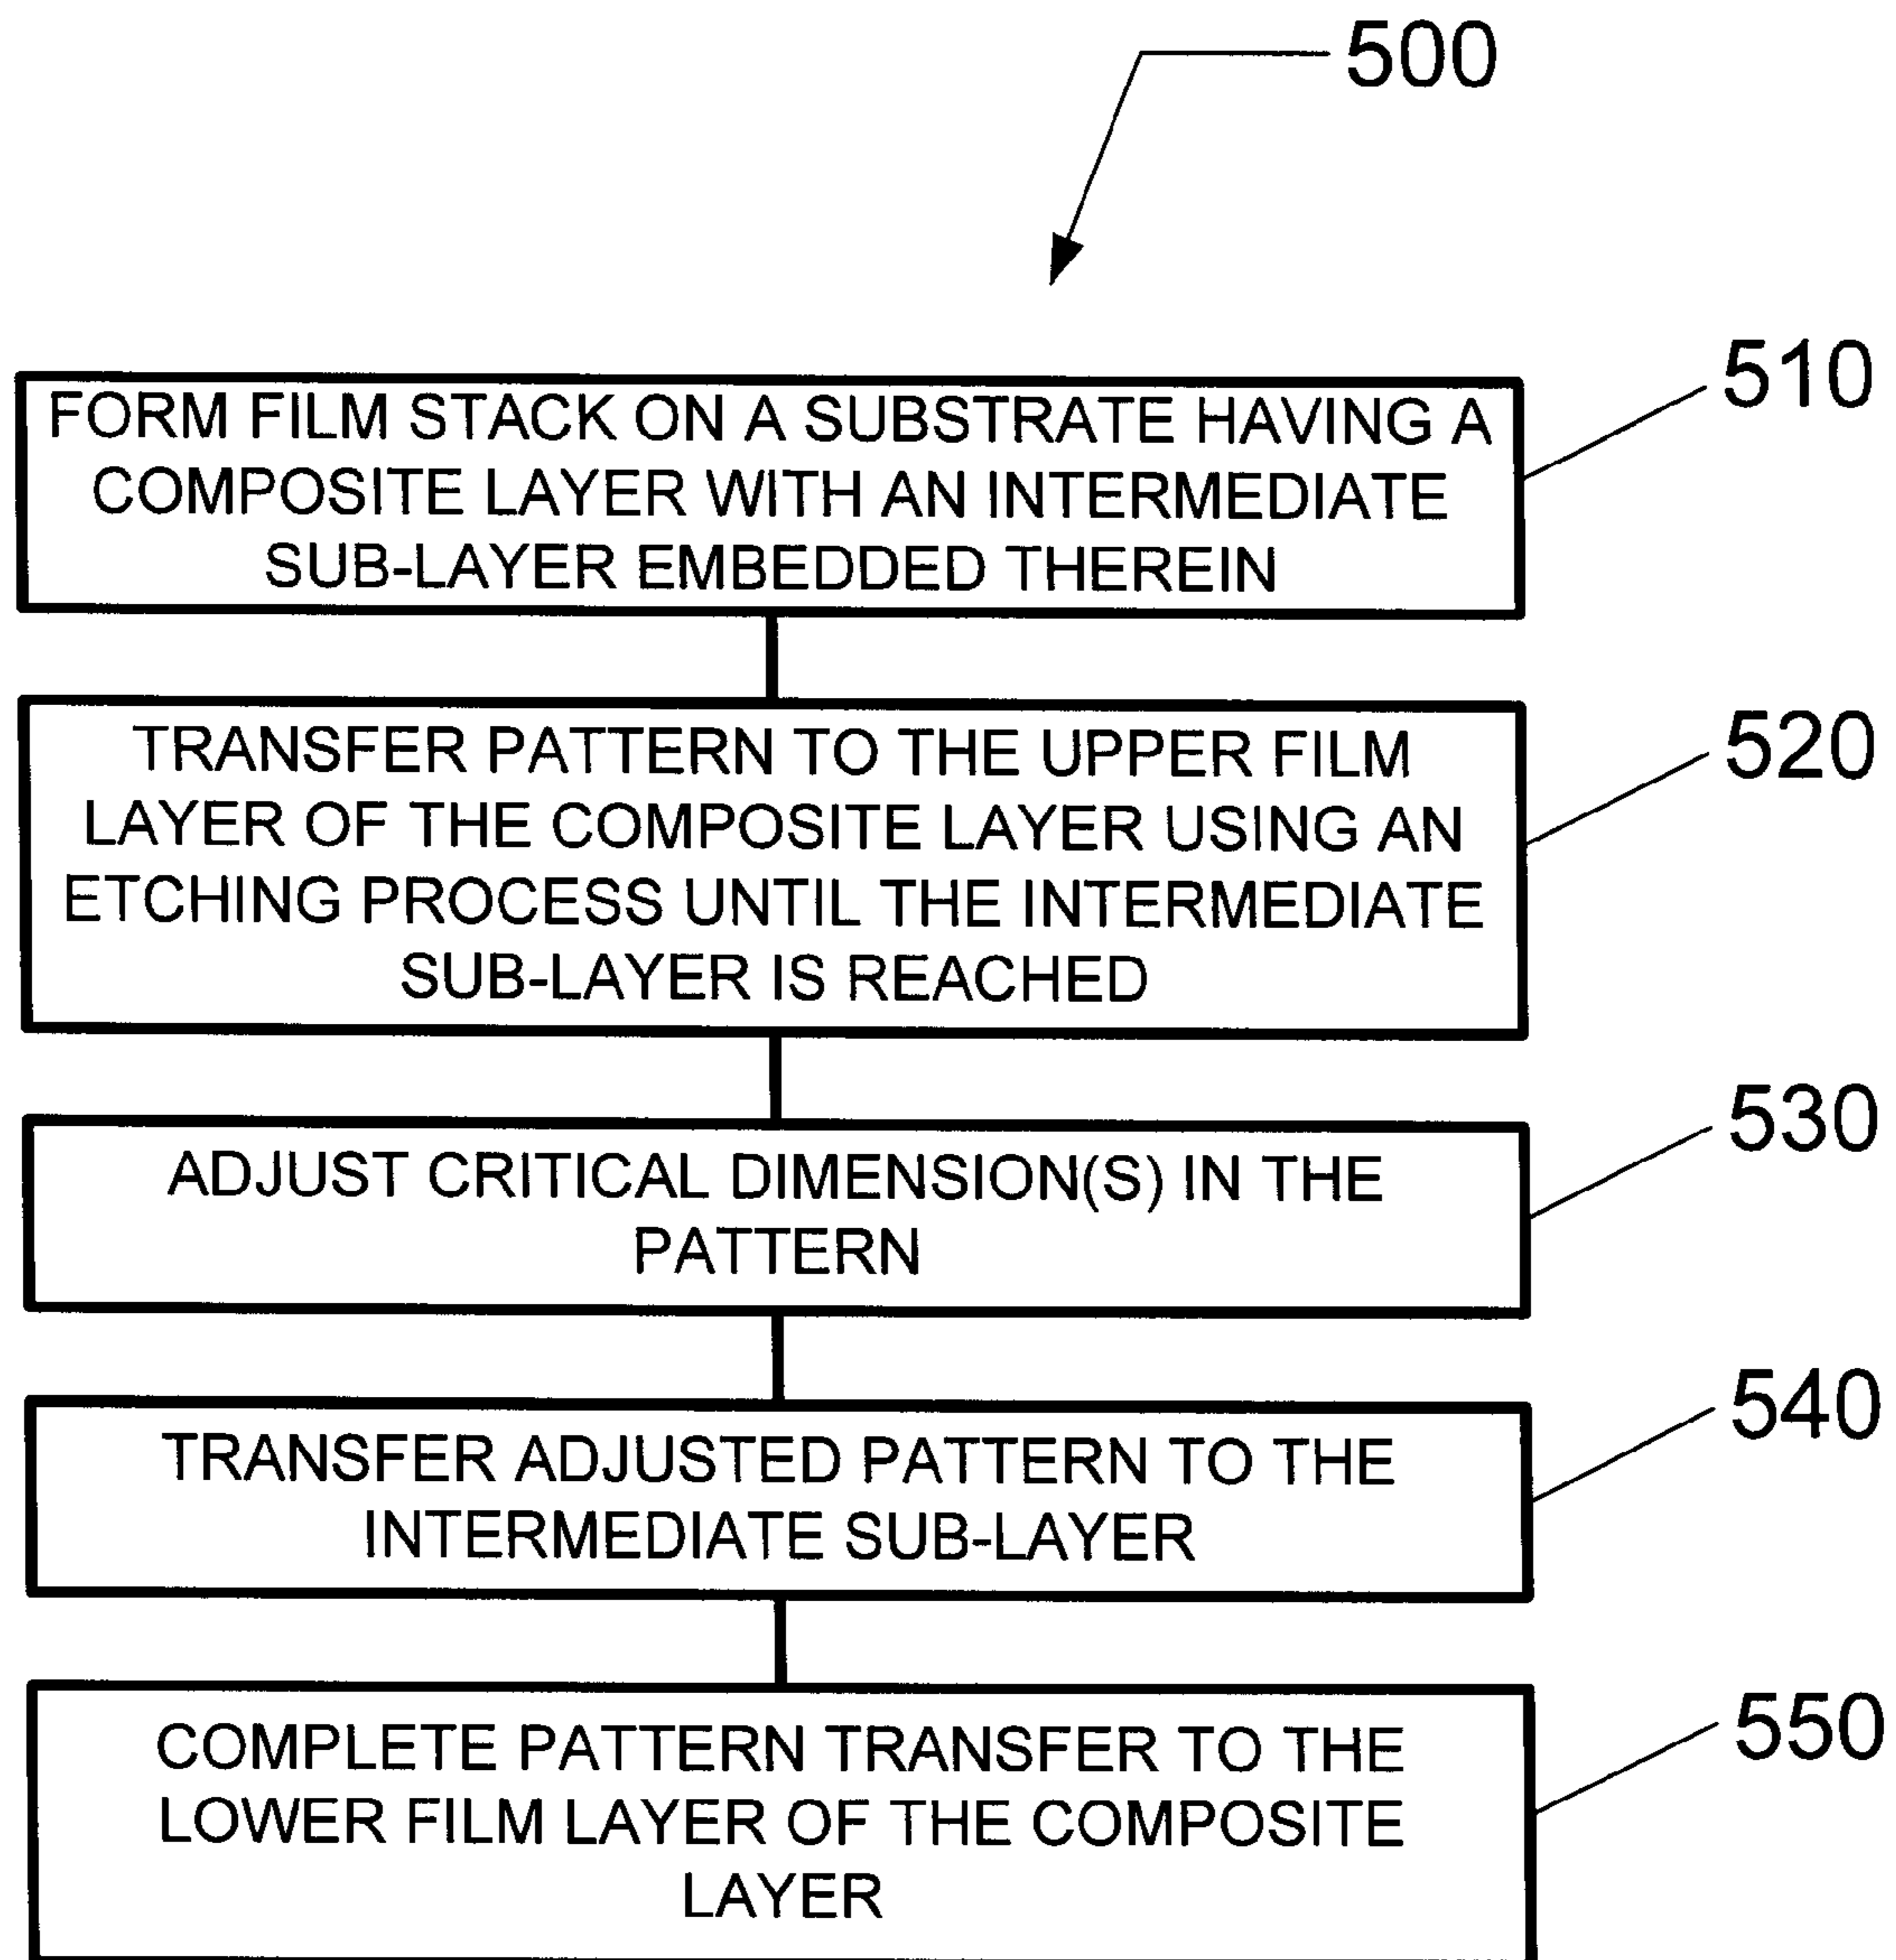 500
510
FORM FILM STACK ON A SUBSTRATE HAVING A
COMPOSITE LAYER WITH AN INTERMEDIATE
SUB-LAYER EMBEDDED THEREIN
520
TRANSFER PATTERN TO THE UPPER FILM
LAYER OF THE COMPOSITE LAYER USING AN
ETCHING PROCESS UNTIL THE INTERMEDIATE
SUB-LAYER IS REACHED
530
ADJUST CRITICAL DIMENSION(S) IN THE
PATTERN
540
TRANSFER ADJUSTED PATTERN TO THE
INTERMEDIATE SUB-LAYER
550
COMPLETE PATTERN TRANSFER TO THE
LOWER FILM LAYER OF THE COMPOSITE
LAYER